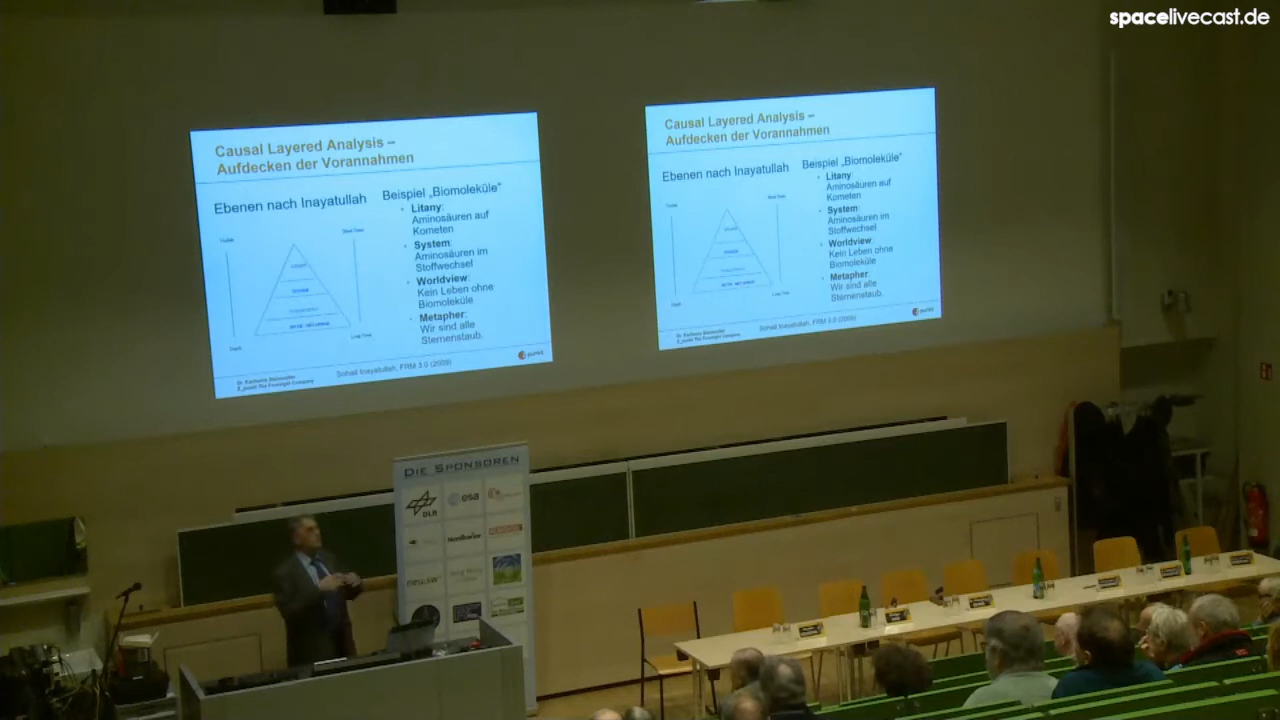 spacelivecast.de
Causal Layered Analysis –
Aufdecken der Vorannahmen
Ebenen nach Inayatullah
Beispiel „Biomoleküle“
Litany:
Aminosäuren auf
Kometen
System:
Aminosäuren im
Stoffwechsel
Worldview:
Kein Leben ohne
Biomoleküle
Metapher:
Wir sind alle
Sternenstaub.
Sohail Inayatullah, FRM 3.0 (2009)
Causal Layered Analysis –
Aufdecken der Vorannahmen
Ebenen nach Inayatullah
Beispiel „Biomoleküle“
Litany:
Aminosäuren auf
Kometen
System:
Aminosäuren im
Stoffwechsel
Worldview:
Kein Leben ohne
Biomoleküle
Metapher:
Wir sind alle
Sternenstaub.
Sohail Inayatullah, FRM 3.0 (2009)
Die Sponsoren
DLR
esa